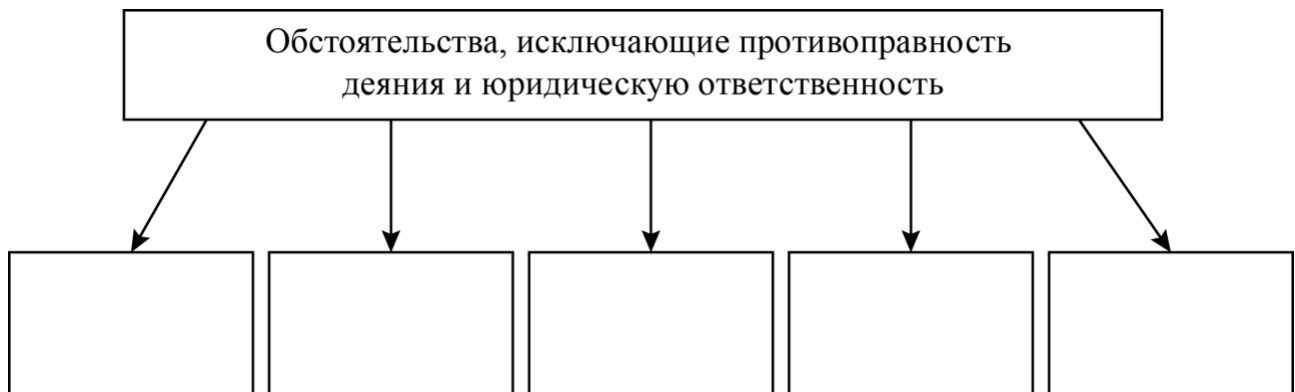 Обстоятельства, исключающие противоправность
деяния и юридическую ответственность